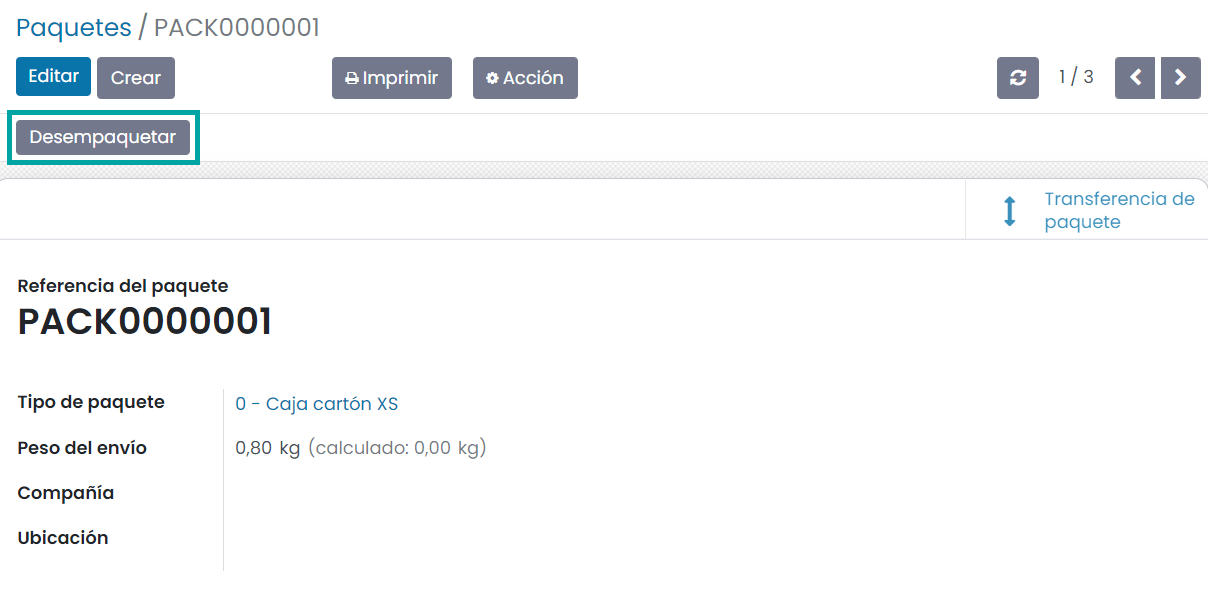 Paquetes / PACK0000001
Editar Crear Imprimir Acción 1 / 3
Desempaquetar
Transferencia de
paquete
Referencia del paquete
PACK0000001
Tipo de paquete 0 - Caja cartón XS
Peso del envío 0,80 kg (calculado: 0,00 kg)
Compañía
Ubicación